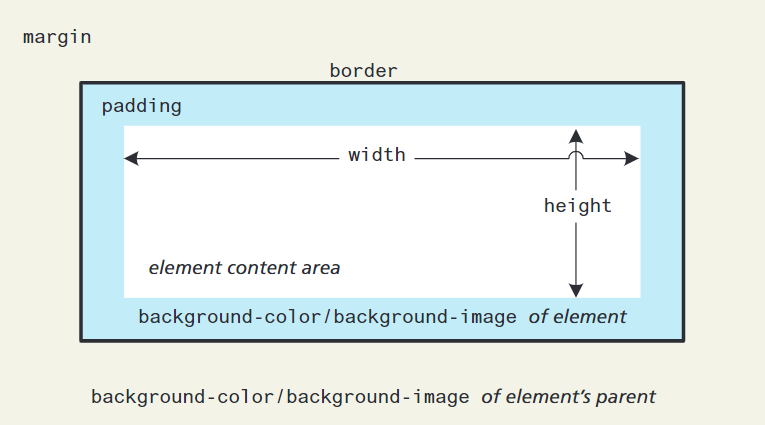 margin
border
padding
width
height
element content area
background-color/background-image of element
background-color/background-image of element’s parent